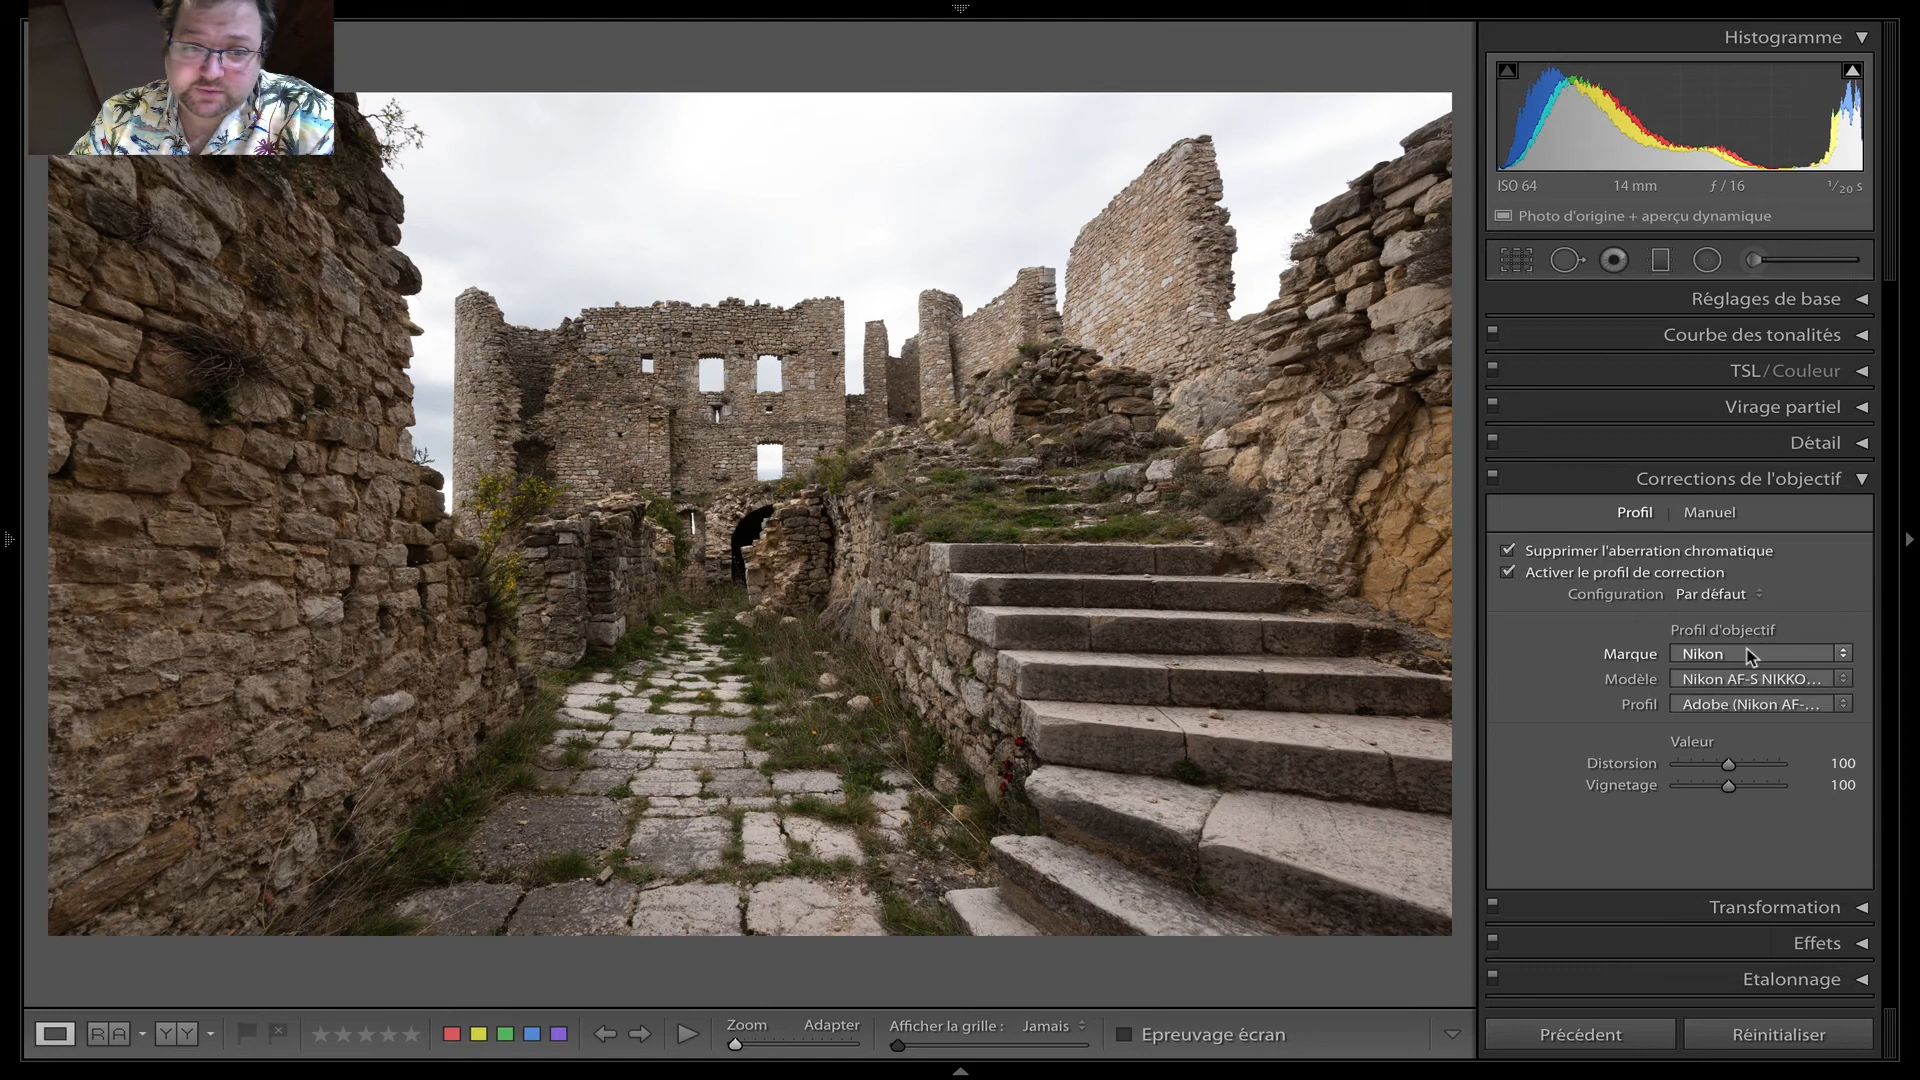 Histogramme
ISO 64 14 mm ƒ / 16 1/20 s
Photo d'origine + aperçu dynamique
Réglages de base
Courbe des tonalités
TSL / Couleur
Virage partiel
Détail
Corrections de l'objectif
Profil | Manuel
Supprimer l'aberration chromatique
Activer le profil de correction
Configuration Par défaut
Profil d'objectif
Marque Nikon
Modèle Nikon AF-S NIKKO...
Profil Adobe (Nikon AF-...
Valeur
Distorsion 100
Vignetage 100
Transformation
Effets
Etalonnage
R A Y Y Zoom Adapter Afficher la grille : Jamais Epreuvage écran
Précédent Réinitialiser